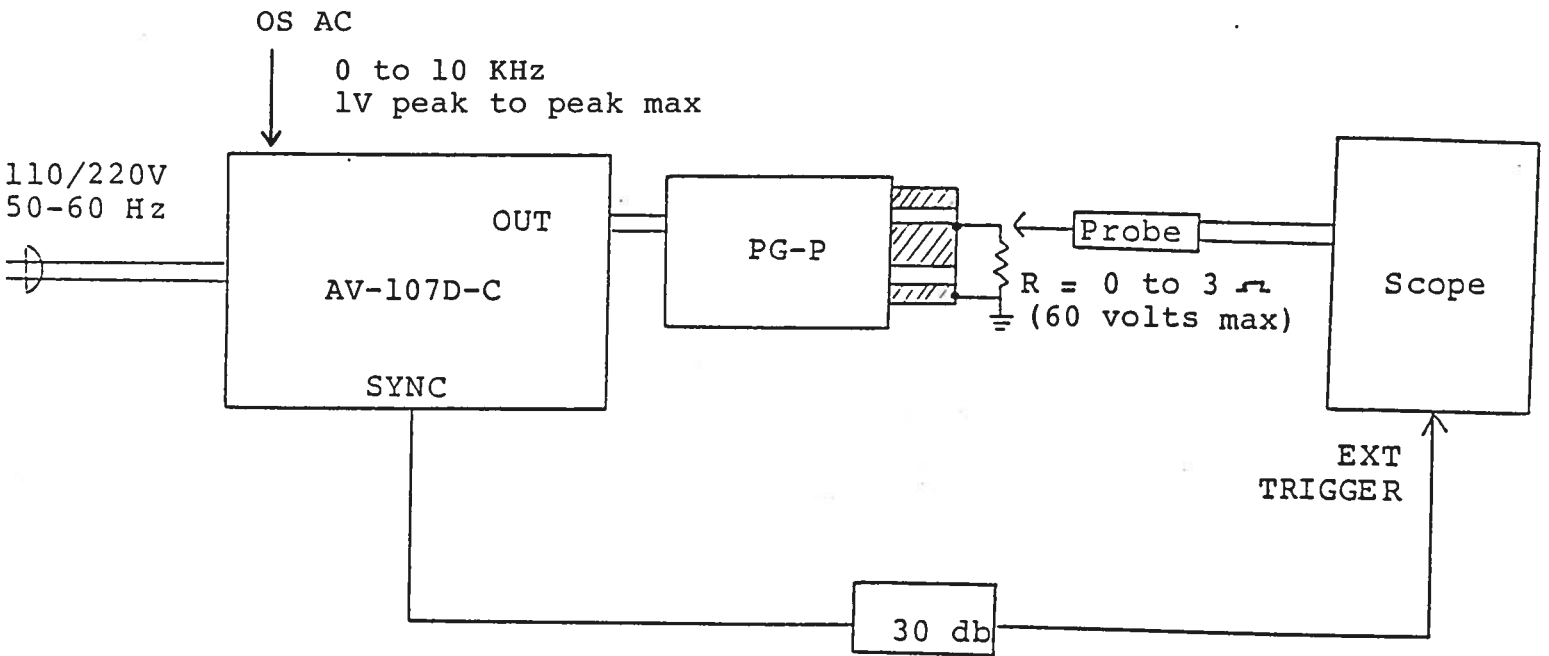 OS AC
0 to 10 KHz
1V peak to peak max
110/220V
50-60 Hz
OUT
AV-107D-C
SYNC
PG-P
Probe
R = 0 to 3 Ω
(60 volts max)
Scope
EXT
TRIGGER
30 db